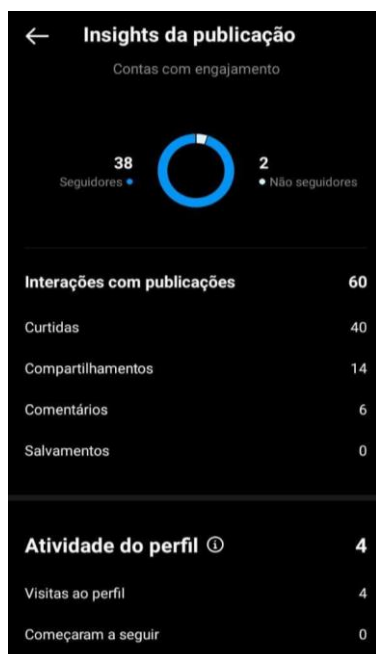 Insights da publicação
Contas com engajamento
38 2
Seguidores Não seguidores
Interações com publicações 60
Curtidas 40
Compartilhamentos 14
Comentários 6
Salvamentos 0
Atividade do perfil 4
Visitas ao perfil 4
Começaram a seguir 0